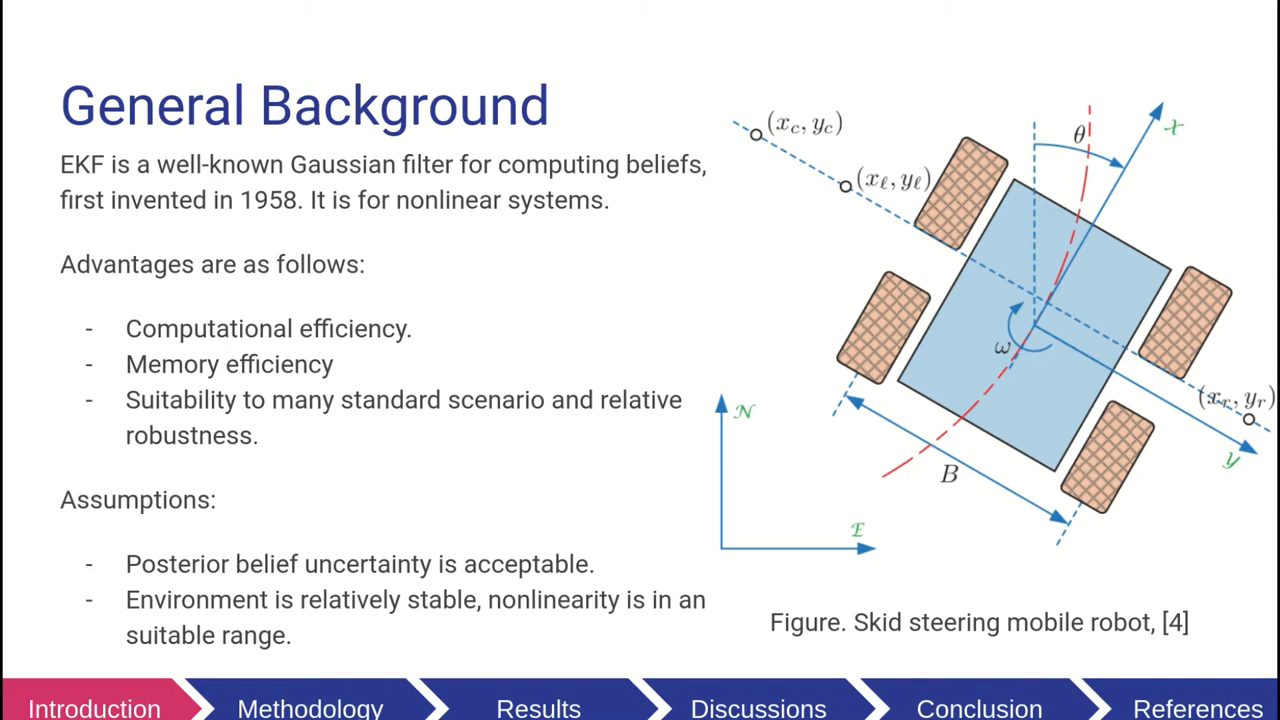 General Background
EKF is a well-known Gaussian filter for computing beliefs,
first invented in 1958. It is for nonlinear systems.
Advantages are as follows:
- Computational efficiency.
- Memory efficiency
- Suitability to many standard scenario and relative
robustness.
Assumptions:
- Posterior belief uncertainty is acceptable.
- Environment is relatively stable, nonlinearity is in an
suitable range.
(x_c, y_c)
(x_ℓ, y_ℓ)
θ
𝒳
ω
(x_r, y_r)
𝒴
B
𝒩
ℰ
Figure. Skid steering mobile robot, [4]
Introduction
Methodology
Results
Discussions
Conclusion
References